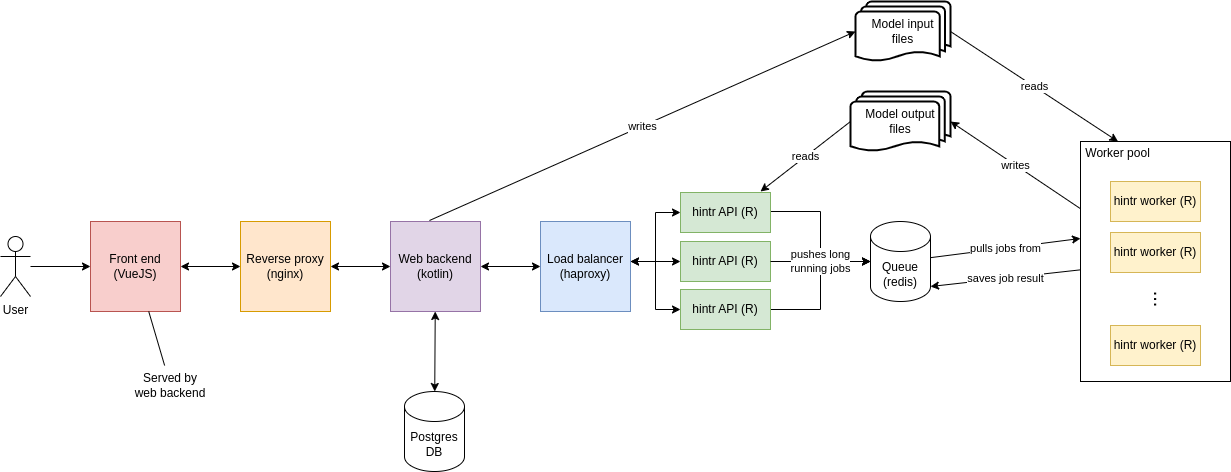 Model input
files
reads
Model output
files
writes
reads
writes
Worker pool
hintr worker (R)
hintr worker (R)
...
hintr worker (R)
User
Front end
(VueJS)
Reverse proxy
(nginx)
Web backend
(kotlin)
Load balancer
(haproxy)
hintr API (R)
hintr API (R)
hintr API (R)
pushes long
running jobs
Queue
(redis)
pulls jobs from
saves job result
Served by
web backend
Postgres
DB